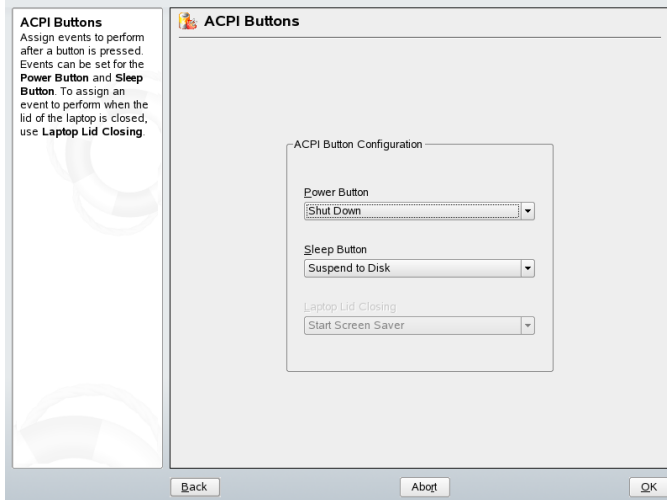 ACPI Buttons
Assign events to perform
after a button is pressed.
Events can be set for the
Power Button and Sleep
Button. To assign an
event to perform when the
lid of the laptop is closed,
use Laptop Lid Closing.
ACPI Buttons
ACPI Button Configuration
Power Button
Shut Down
Sleep Button
Suspend to Disk
Laptop Lid Closing
Start Screen Saver
Back
Abort
OK